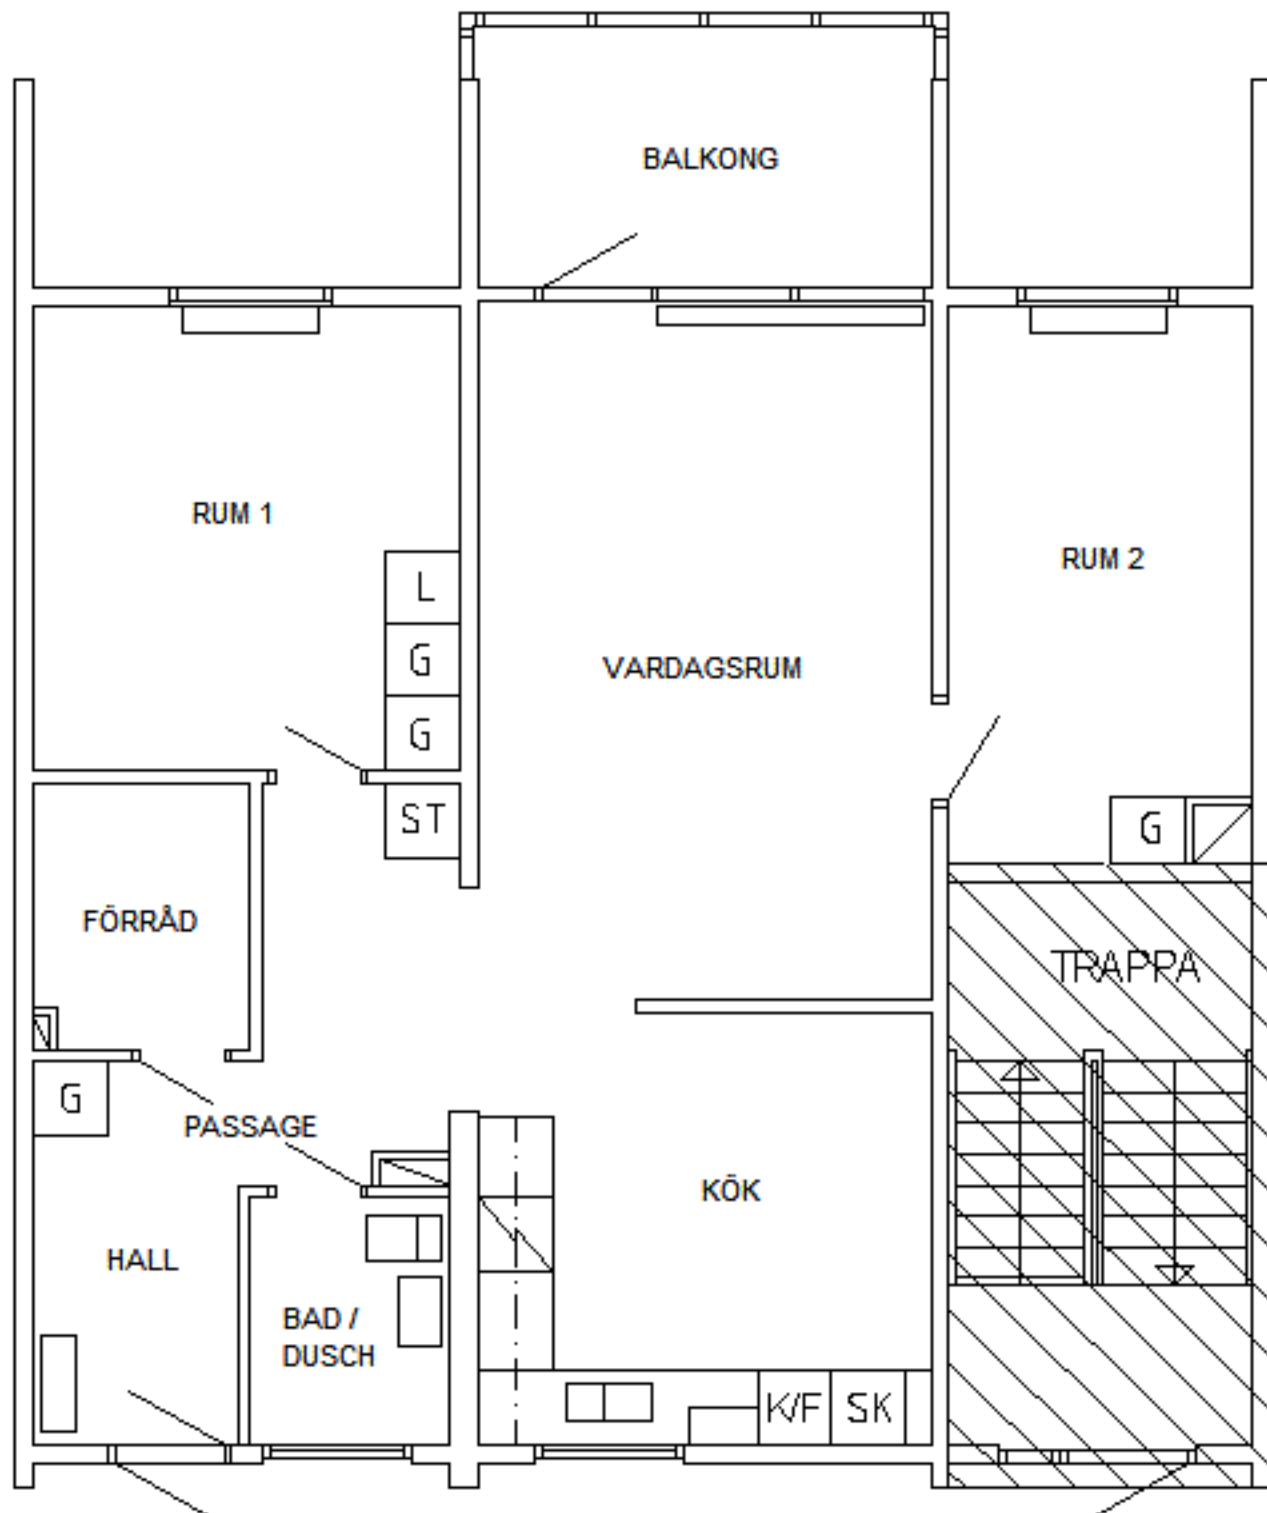 BALKONG
RUM 1
RUM 2
L
G
G
VARDAGSRUM
ST
G
FÖRRÅD
TRAPPA
G
PASSAGE
KÖK
HALL
BAD /
DUSCH
K/F
SK